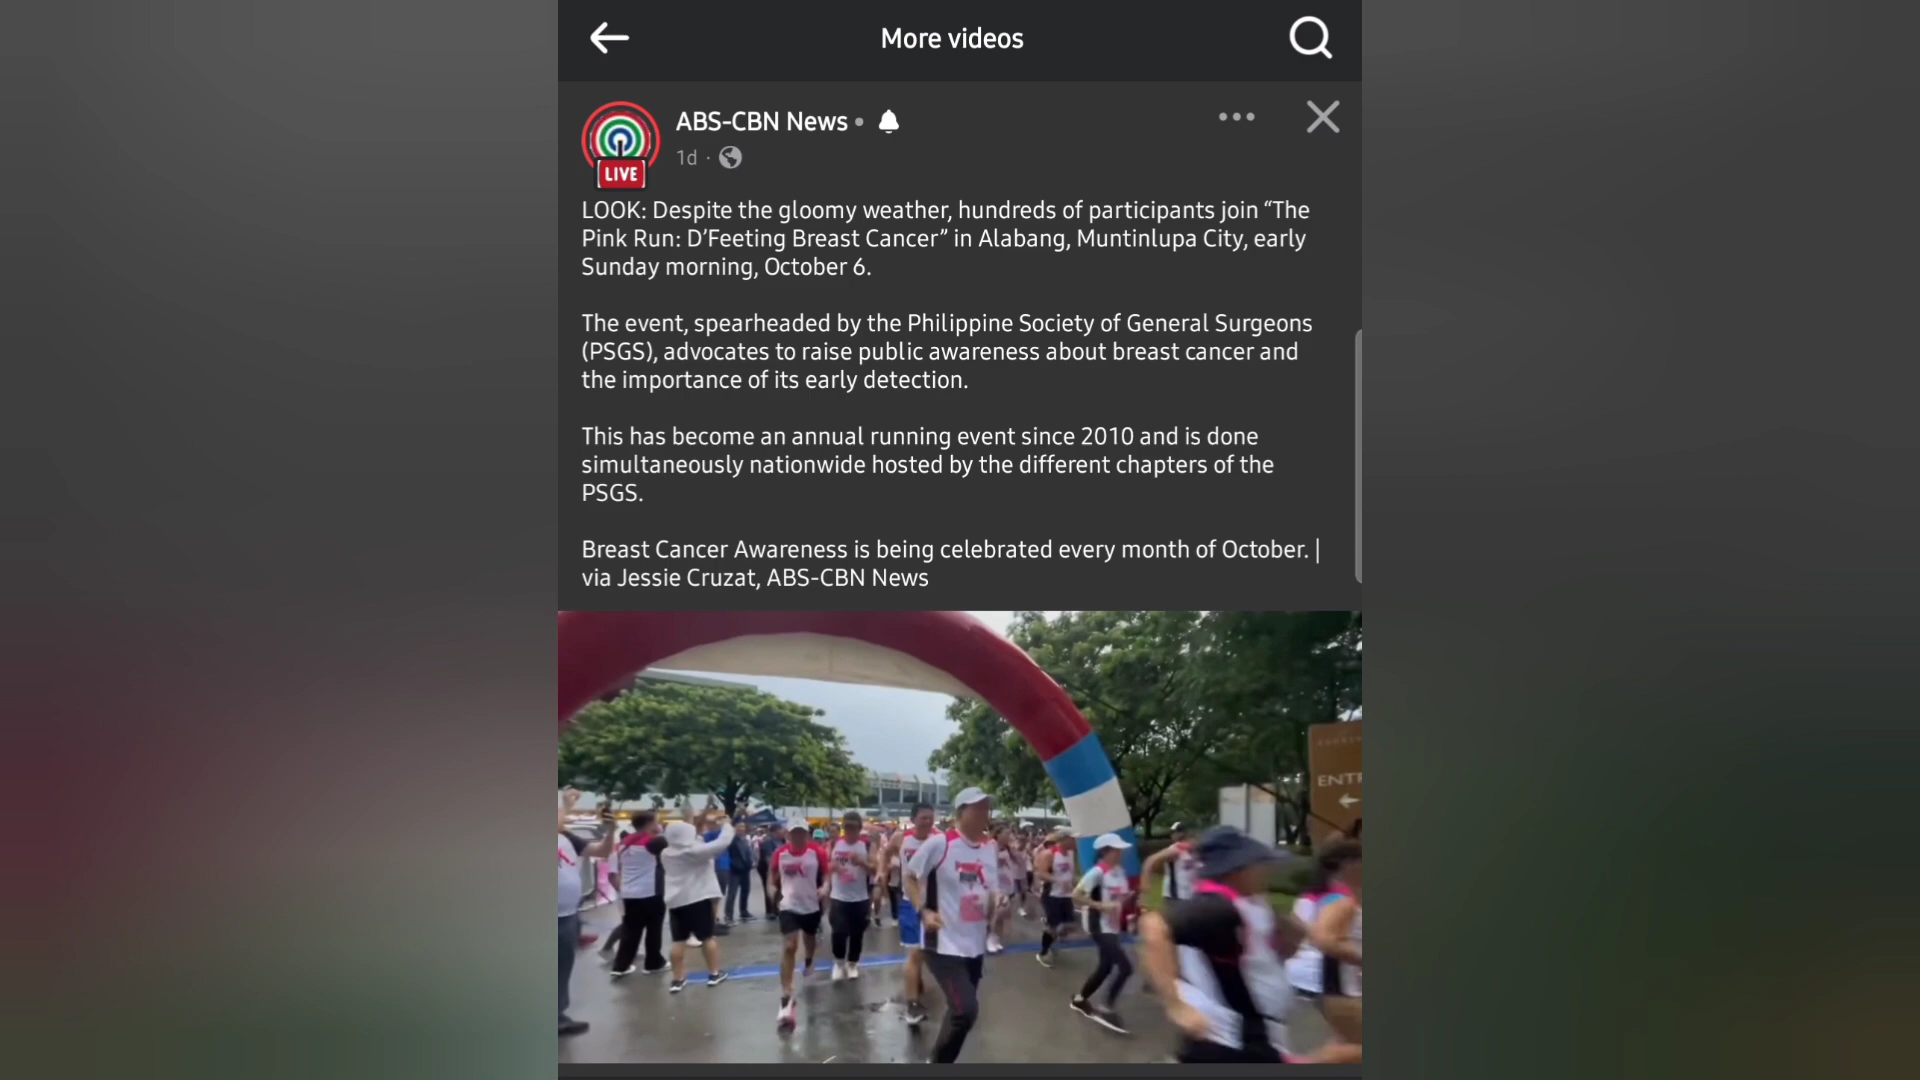 More videos
ABS-CBN News •
LIVE
1d ·
LOOK: Despite the gloomy weather, hundreds of participants join “The
Pink Run: D’Feeting Breast Cancer” in Alabang, Muntinlupa City, early
Sunday morning, October 6.
The event, spearheaded by the Philippine Society of General Surgeons
(PSGS), advocates to raise public awareness about breast cancer and
the importance of its early detection.
This has become an annual running event since 2010 and is done
simultaneously nationwide hosted by the different chapters of the
PSGS.
Breast Cancer Awareness is being celebrated every month of October. |
via Jessie Cruzat, ABS-CBN News